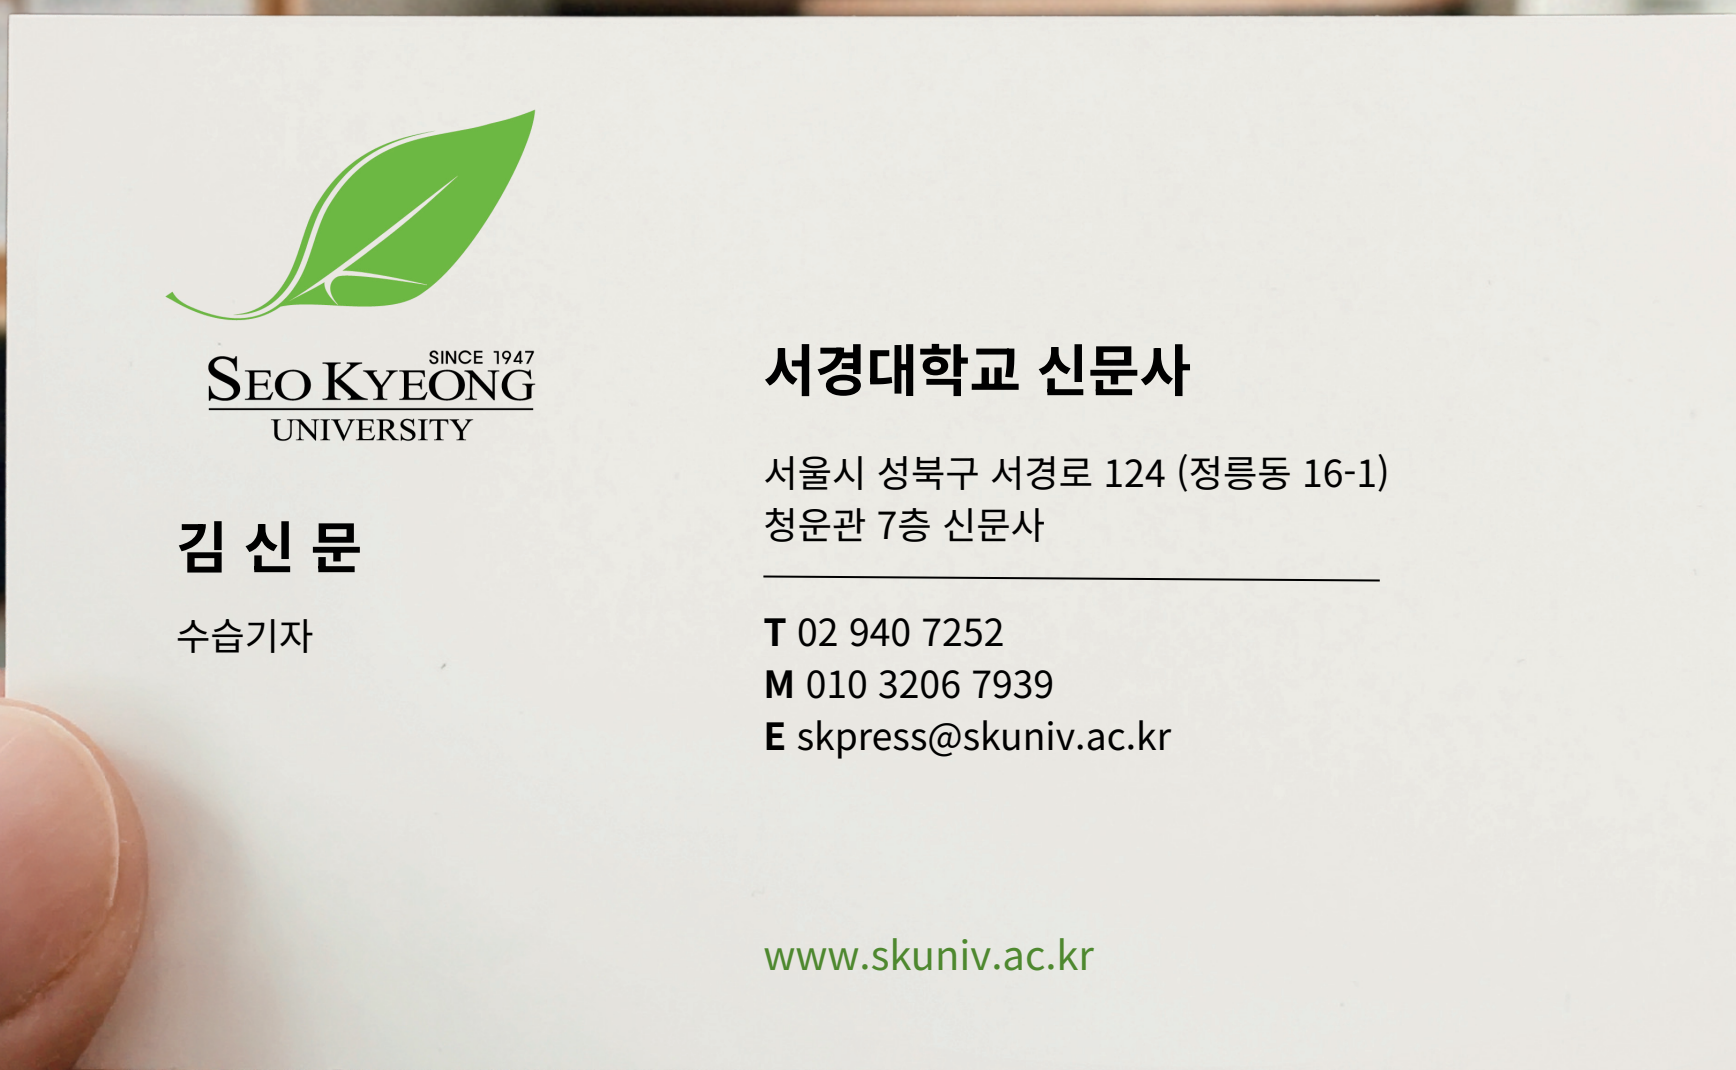 SINCE 1947
SEO KYEONG
UNIVERSITY
김 신 문
수습기자
서경대학교 신문사
서울시 성북구 서경로 124 (정릉동 16-1)
청운관 7층 신문사
T 02 940 7252
M 010 3206 7939
E skpress@skuniv.ac.kr
www.skuniv.ac.kr